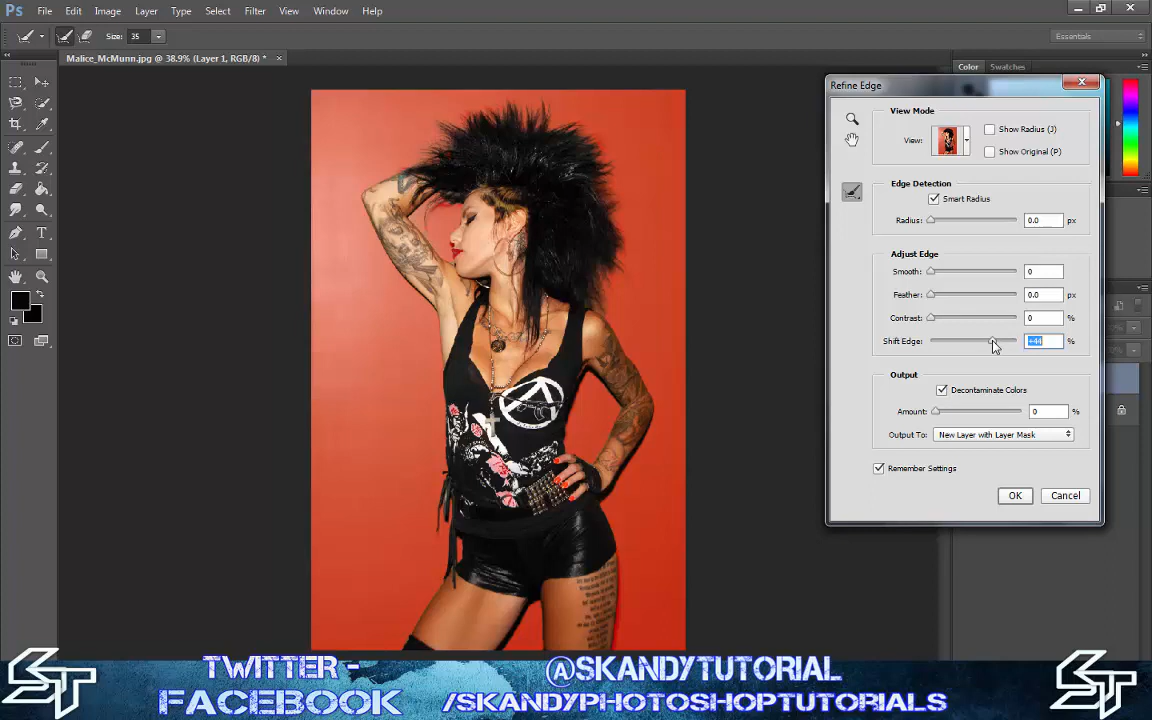 Ps File Edit Image Layer Type Select Filter View Window Help
Size: 35
Essentials
Malice_McMunn.jpg @ 38.9% (Layer 1, RGB/8) * ×
Color Swatches
Refine Edge
View Mode
View:
Show Radius (J)
Show Original (P)
Edge Detection
Smart Radius
Radius: 0.0 px
Adjust Edge
Smooth: 0
Feather: 0.0 px
Contrast: 0 %
Shift Edge: +44 %
Output
Decontaminate Colors
Amount: 0 %
Output To: New Layer with Layer Mask
Remember Settings
OK Cancel
ST
TWITTER - @SKANDYTUTORIAL
FACEBOOK /SKANDYPHOTOSHOPTUTORIALS
ST